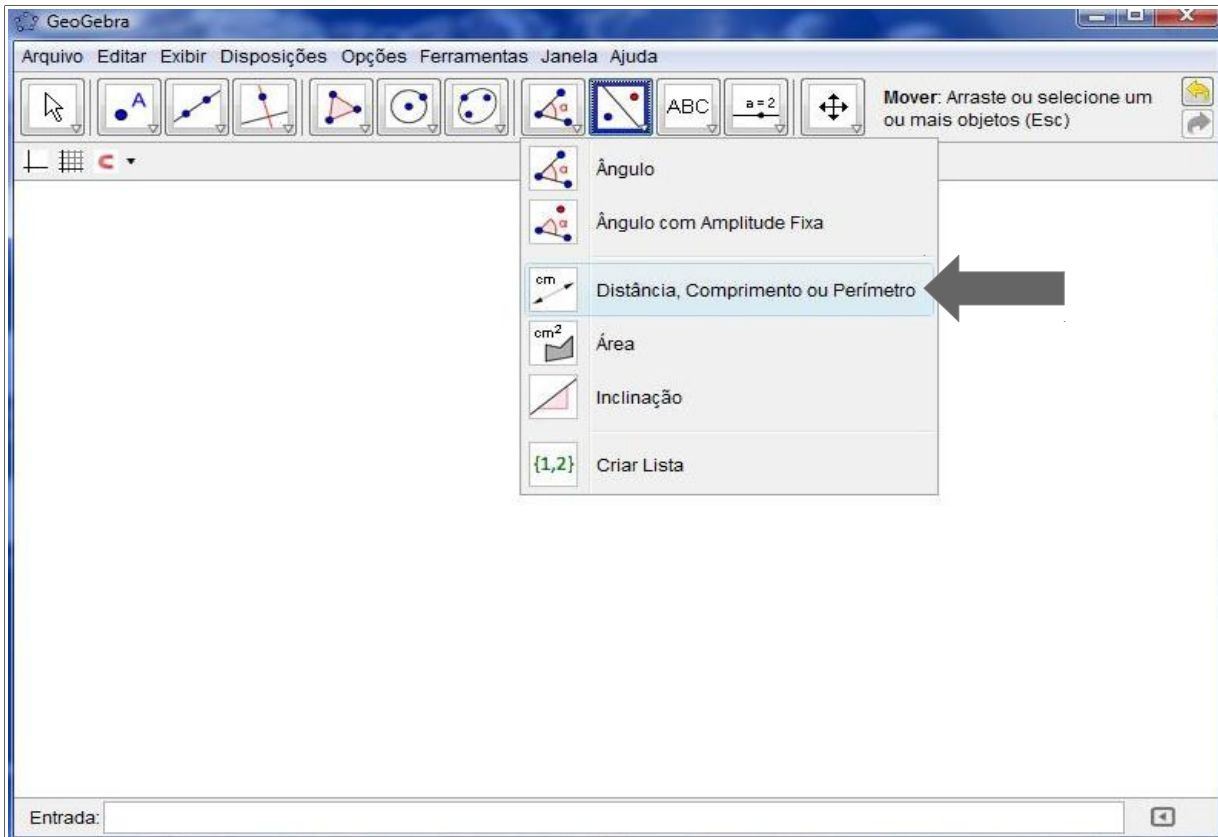 GeoGebra
Arquivo Editar Exibir Disposições Opções Ferramentas Janela Ajuda
A
α
ABC
a = 2
Mover: Arraste ou selecione um
ou mais objetos (Esc)
α Ângulo
α Ângulo com Amplitude Fixa
cm Distância, Comprimento ou Perímetro
cm² Área
Inclinação
{1,2} Criar Lista
Entrada: